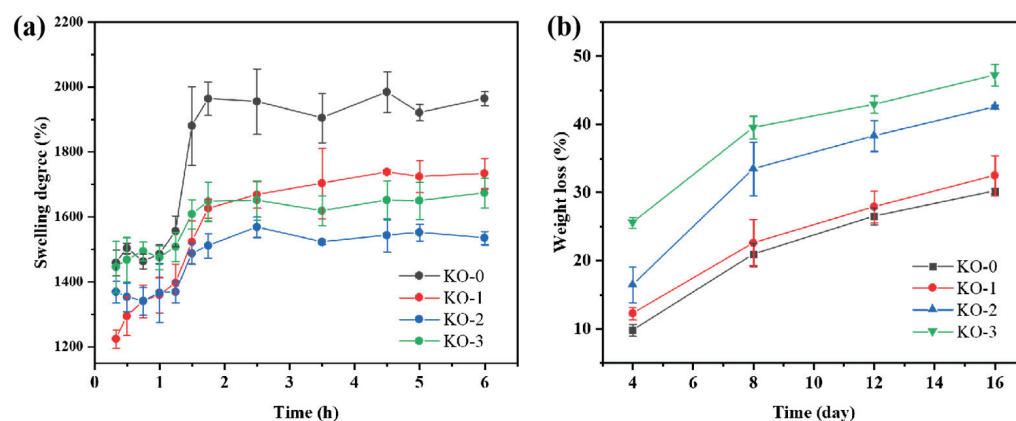 (a)
2200
2000
1800
1600
1400
1200
Swelling degree (%)
KO-0
KO-1
KO-2
KO-3
0 1 2 3 4 5 6
Time (h)
(b)
50
40
30
20
10
Weight loss (%)
KO-0
KO-1
KO-2
KO-3
4 6 8 10 12 14 16
Time (day)